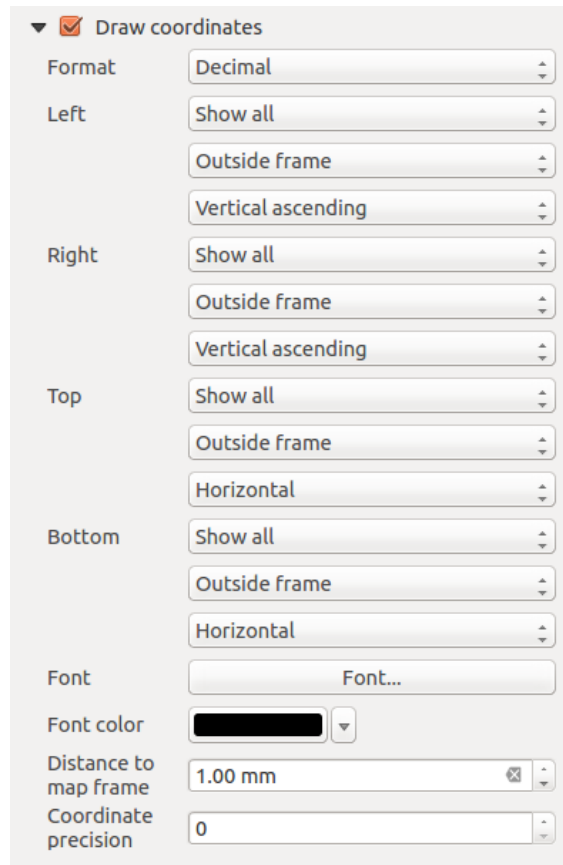 Draw coordinates
Format Decimal
Left Show all
Outside frame
Vertical ascending
Right Show all
Outside frame
Vertical ascending
Top Show all
Outside frame
Horizontal
Bottom Show all
Outside frame
Horizontal
Font Font...
Font color
Distance to
map frame 1.00 mm
Coordinate
precision 0